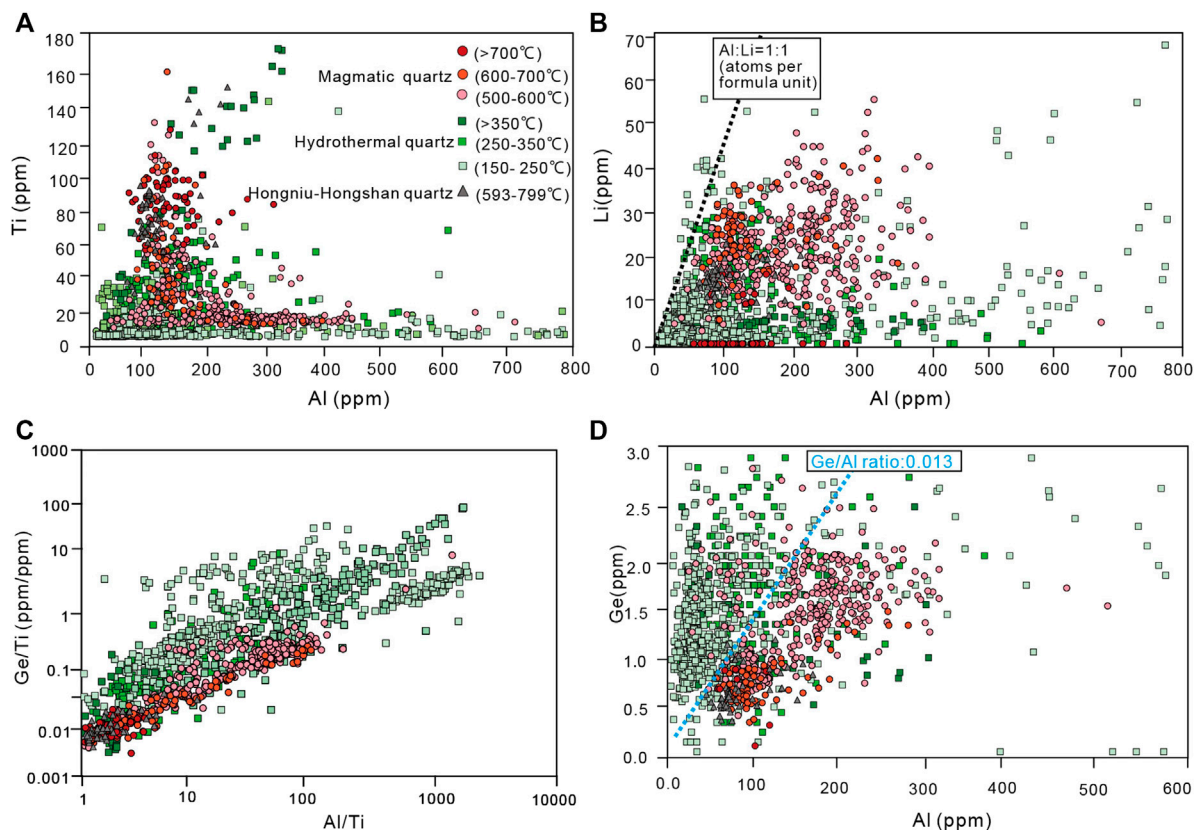 A
Ti (ppm)
180
160
140
120
100
80
60
40
20
0
0 100 200 300 400 500 600 700 800
Al (ppm)
Magmatic quartz
(>700℃)
(600-700℃)
(500-600℃)
Hydrothermal quartz
(>350℃)
(250-350℃)
(150- 250℃)
Hongniu-Hongshan quartz
(593-799℃)
B
Li(ppm)
70
60
50
40
30
20
10
0
0 100 200 300 400 500 600 700 800
Al (ppm)
Al:Li=1:1
(atoms per
formula unit)
C
Ge/Ti (ppm/ppm)
1000
100
10
1
0.1
0.01
0.001
1 10 100 1000 10000
Al/Ti
D
Ge(ppm)
3.0
2.5
2.0
1.5
1.0
0.5
0.0
0.0 100 200 300 400 500 600
Al (ppm)
Ge/Al ratio:0.013